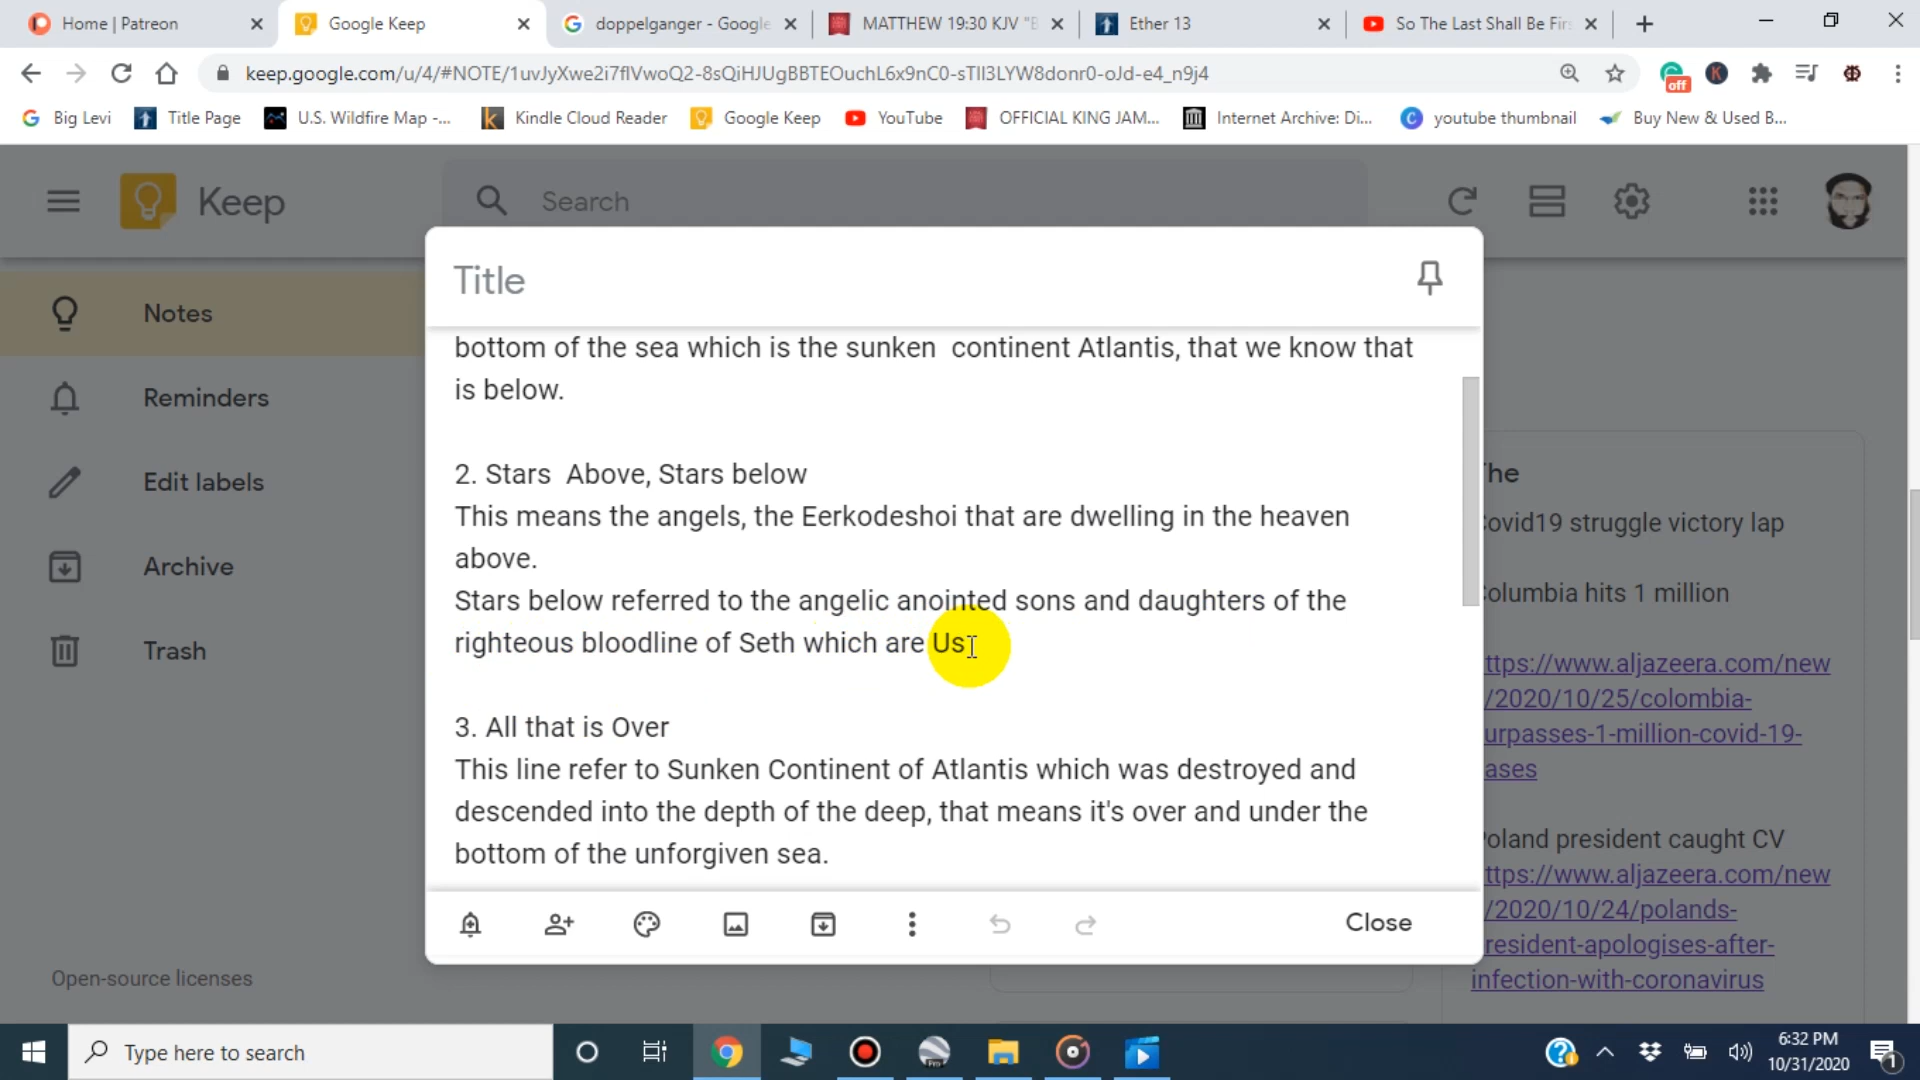 Home | Patreon
Google Keep
doppelganger - Google
MATTHEW 19:30 KJV "B
Ether 13
So The Last Shall Be Firs
keep.google.com/u/4/#NOTE/1uvJyXwe2i7flVwoQ2-8sQiHJUgBBTEOuchL6x9nC0-sTIl3LYW8donr0-oJd-e4_n9j4
off
K
Big Levi
Title Page
U.S. Wildfire Map -...
Kindle Cloud Reader
Google Keep
YouTube
OFFICIAL KING JAM...
Internet Archive: Di...
youtube thumbnail
Buy New & Used B...
Keep
Search
Notes
Reminders
Edit labels
Archive
Trash
Open-source licenses
Title
bottom of the sea which is the sunken  continent Atlantis, that we know that
is below.
2. Stars  Above, Stars below
This means the angels, the Eerkodeshoi that are dwelling in the heaven
above.
Stars below referred to the angelic anointed sons and daughters of the
righteous bloodline of Seth which are Us
3. All that is Over
This line refer to Sunken Continent of Atlantis which was destroyed and
descended into the depth of the deep, that means it's over and under the
bottom of the unforgiven sea.
Close
he
ovid19 struggle victory lap
olumbia hits 1 million
ttps://www.aljazeera.com/new
/2020/10/25/colombia-
urpasses-1-million-covid-19-
ases
oland president caught CV
ttps://www.aljazeera.com/new
/2020/10/24/polands-
resident-apologises-after-
infection-with-coronavirus
Type here to search
6:32 PM
10/31/2020
1